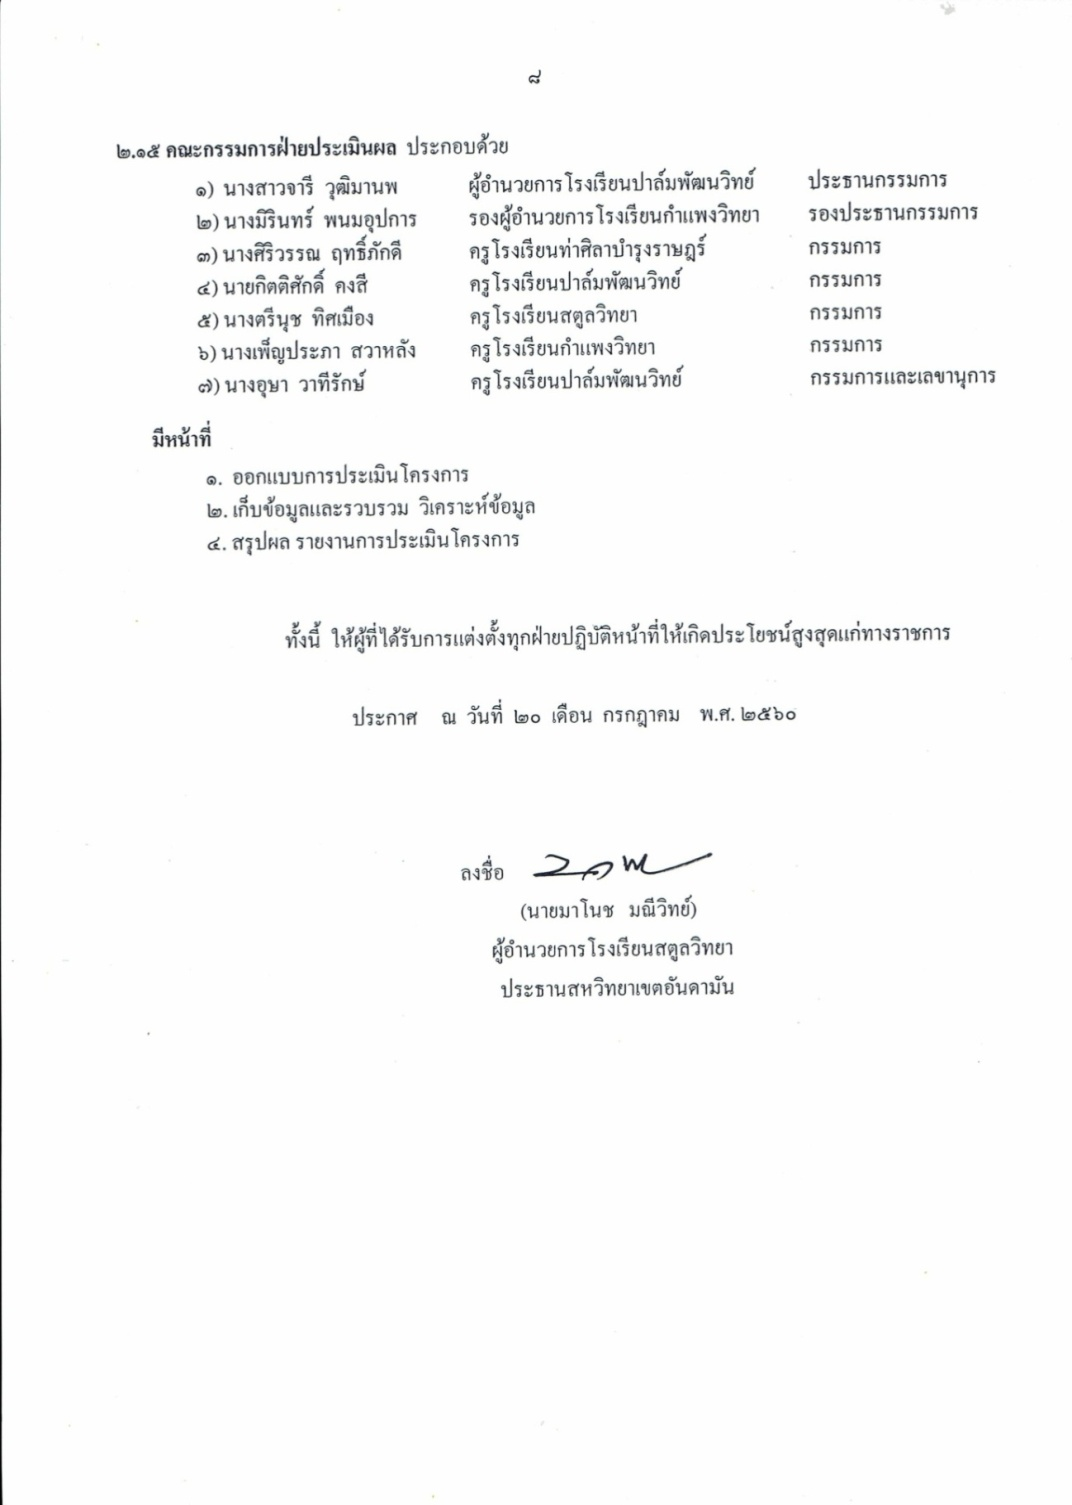 ๘
๒.๑๕ คณะกรรมการฝ่ายประเมินผล ประกอบด้วย
๑) นางสาวจารี วุฒิมานพ ผู้อำนวยการโรงเรียนปาล์มพัฒนวิทย์ ประธานกรรมการ
๒) นางมิรินทร์ พนมอุปการ รองผู้อำนวยการโรงเรียนกำแพงวิทยา รองประธานกรรมการ
๓) นางศิริวรรณ ฤทธิ์ภักดี ครูโรงเรียนท่าศิลาบำรุงราษฎร์ กรรมการ
๔) นายกิตติศักดิ์ คงสี ครูโรงเรียนปาล์มพัฒนวิทย์ กรรมการ
๕) นางตรีนุช ทิศเมือง ครูโรงเรียนสตูลวิทยา กรรมการ
๖) นางเพ็ญประภา สวาหลัง ครูโรงเรียนกำแพงวิทยา กรรมการ
๗) นางอุษา วาทีรักษ์ ครูโรงเรียนปาล์มพัฒนวิทย์ กรรมการและเลขานุการ
มีหน้าที่
๑. ออกแบบการประเมินโครงการ
๒. เก็บข้อมูลและรวบรวม วิเคราะห์ข้อมูล
๔. สรุปผล รายงานการประเมินโครงการ
ทั้งนี้ ให้ผู้ที่ได้รับการแต่งตั้งทุกฝ่ายปฏิบัติหน้าที่ให้เกิดประโยชน์สูงสุดแก่ทางราชการ
ประกาศ ณ วันที่ ๒๐ เดือน กรกฎาคม พ.ศ. ๒๕๖๐
ลงชื่อ
(นายมาโนช มณีวิทย์)
ผู้อำนวยการโรงเรียนสตูลวิทยา
ประธานสหวิทยาเขตอันดามัน